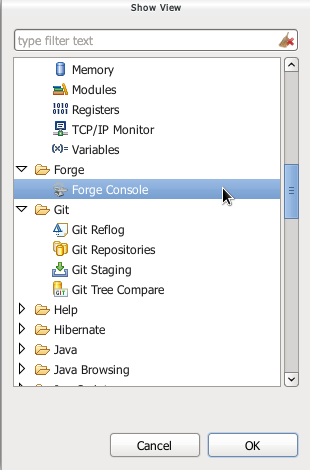 Show View
type filter text
Memory
Modules
Registers
TCP/IP Monitor
(x)= Variables
Forge
Forge Console
Git
Git Reflog
Git Repositories
Git Staging
Git Tree Compare
Help
Hibernate
Java
Java Browsing
Cancel
OK